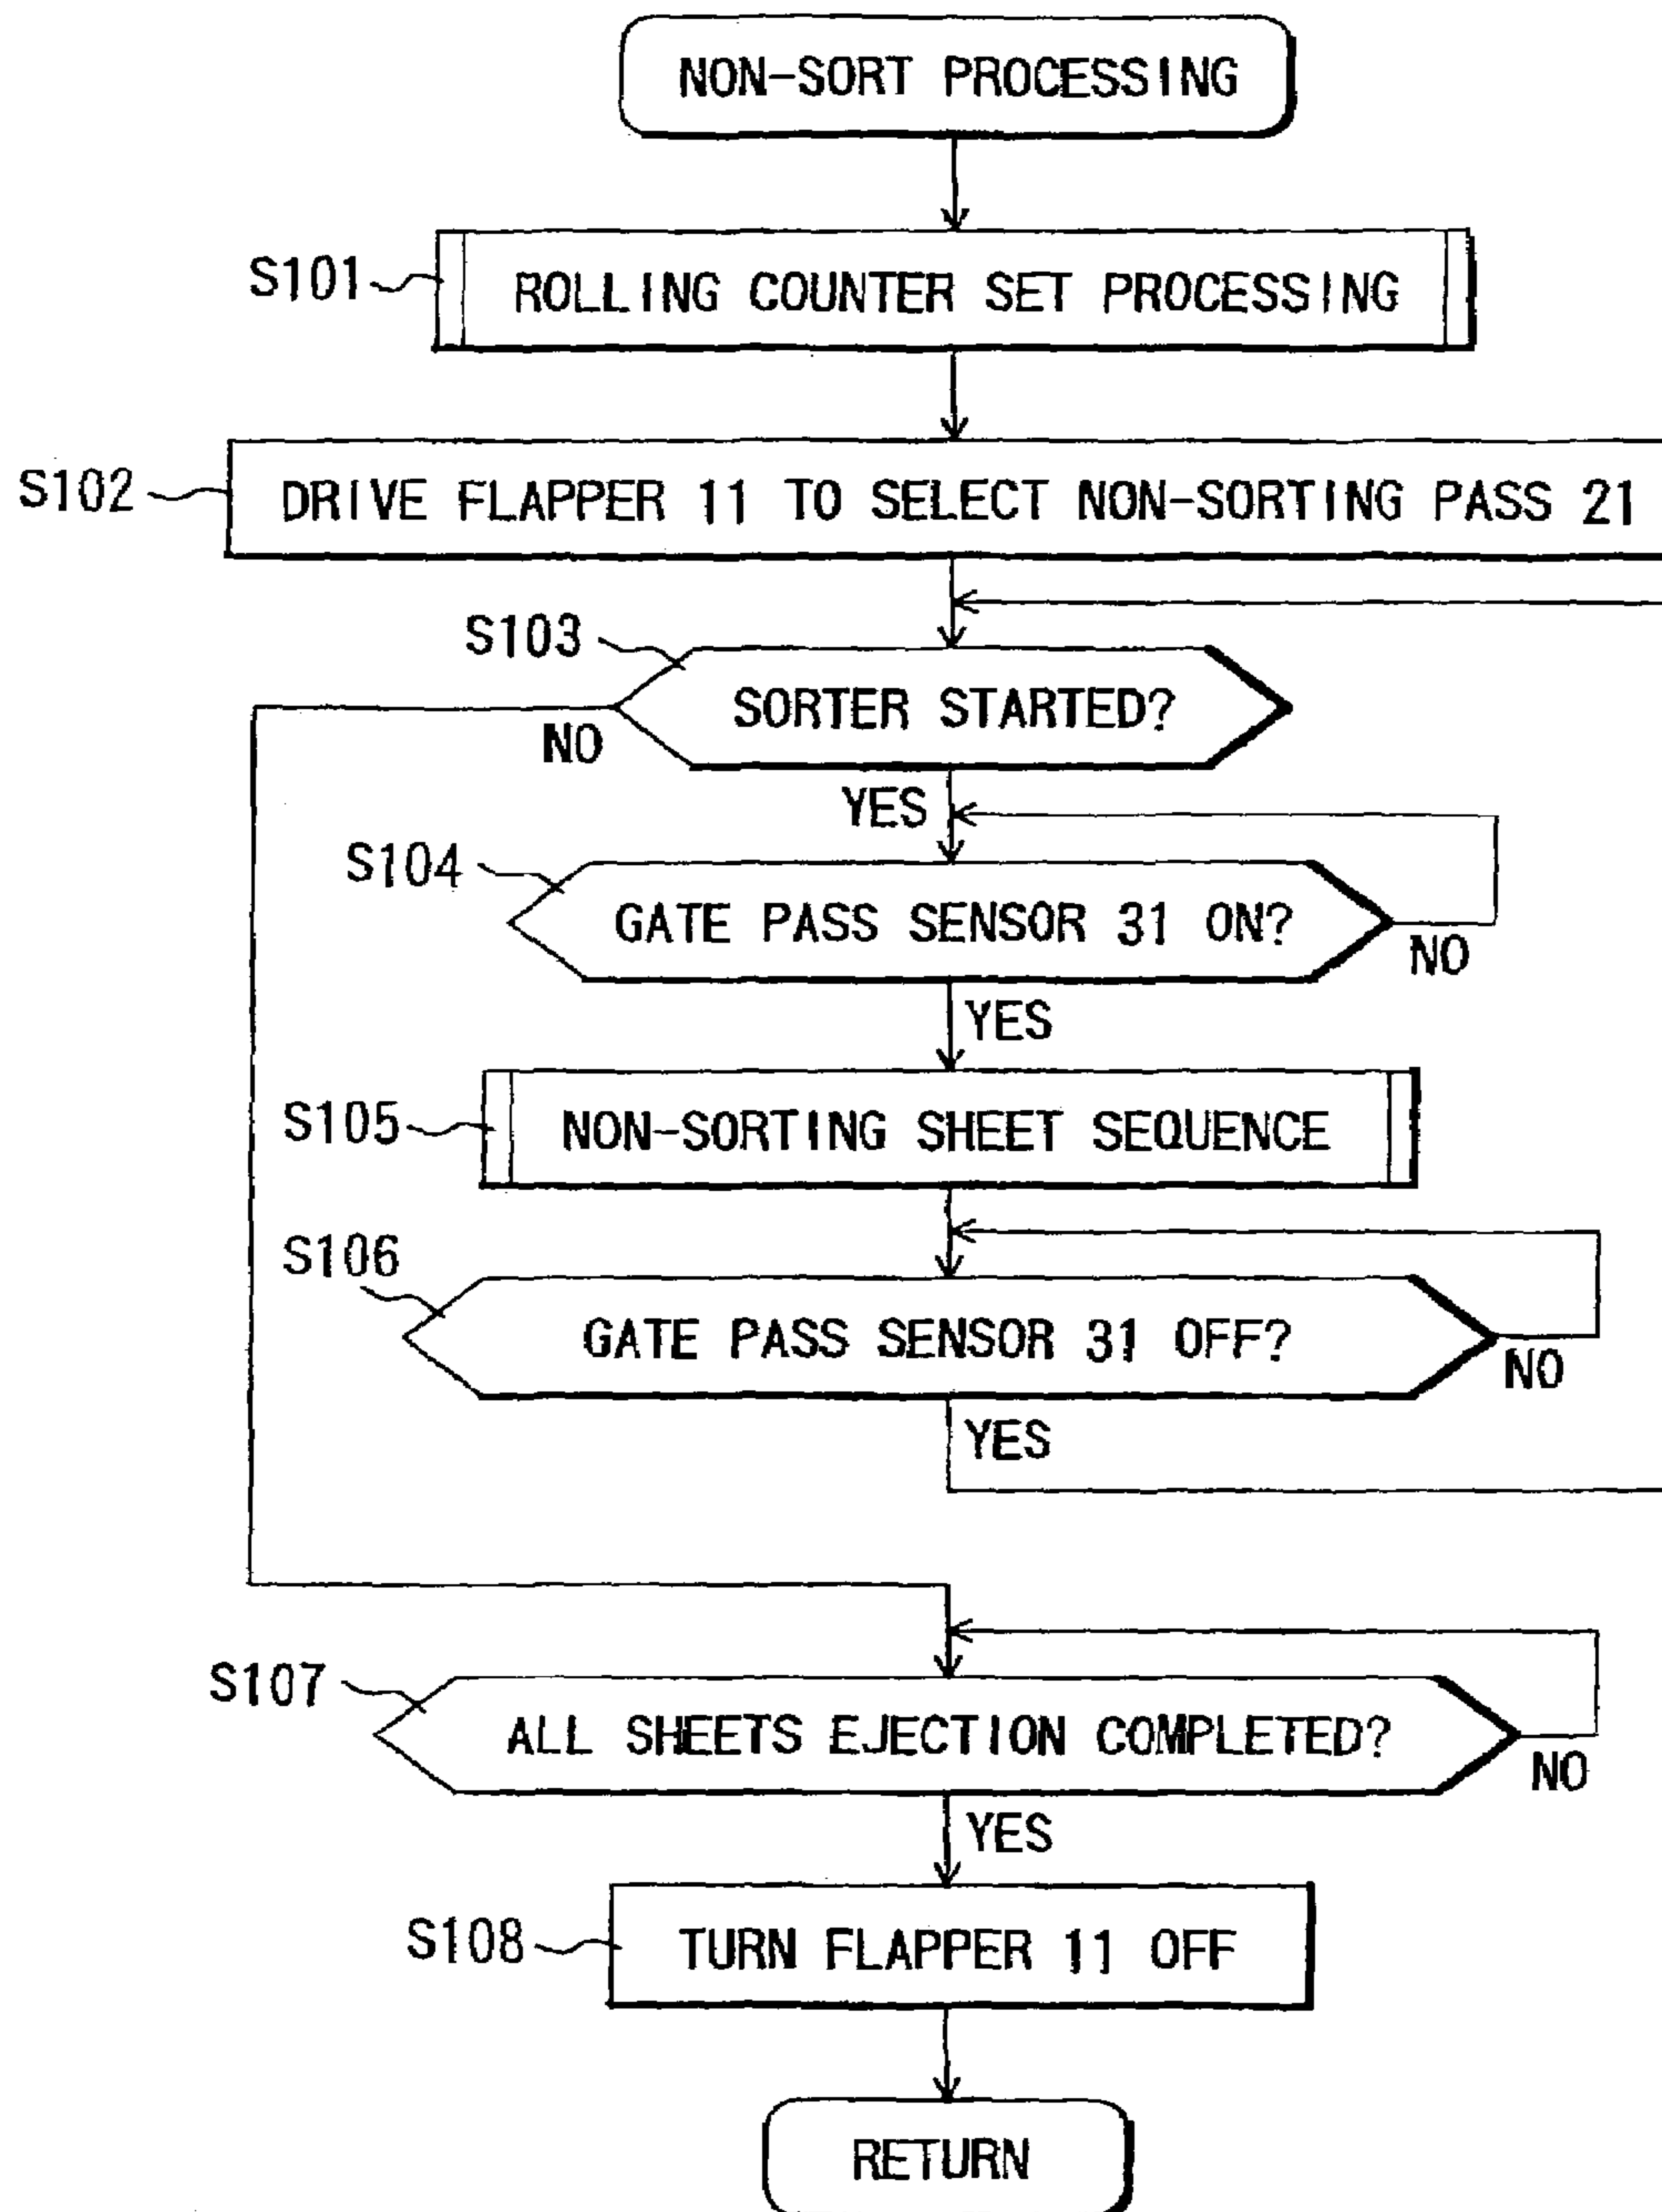 NON-SORT PROCESSING
S101
ROLLING COUNTER SET PROCESSING
S102
DRIVE FLAPPER 11 TO SELECT NON-SORTING PASS 21
S103
SORTER STARTED?
NO
YES
S104
GATE PASS SENSOR 31 ON?
NO
YES
S105
NON-SORTING SHEET SEQUENCE
S106
GATE PASS SENSOR 31 OFF?
NO
YES
S107
ALL SHEETS EJECTION COMPLETED?
NO
YES
S108
TURN FLAPPER 11 OFF
RETURN